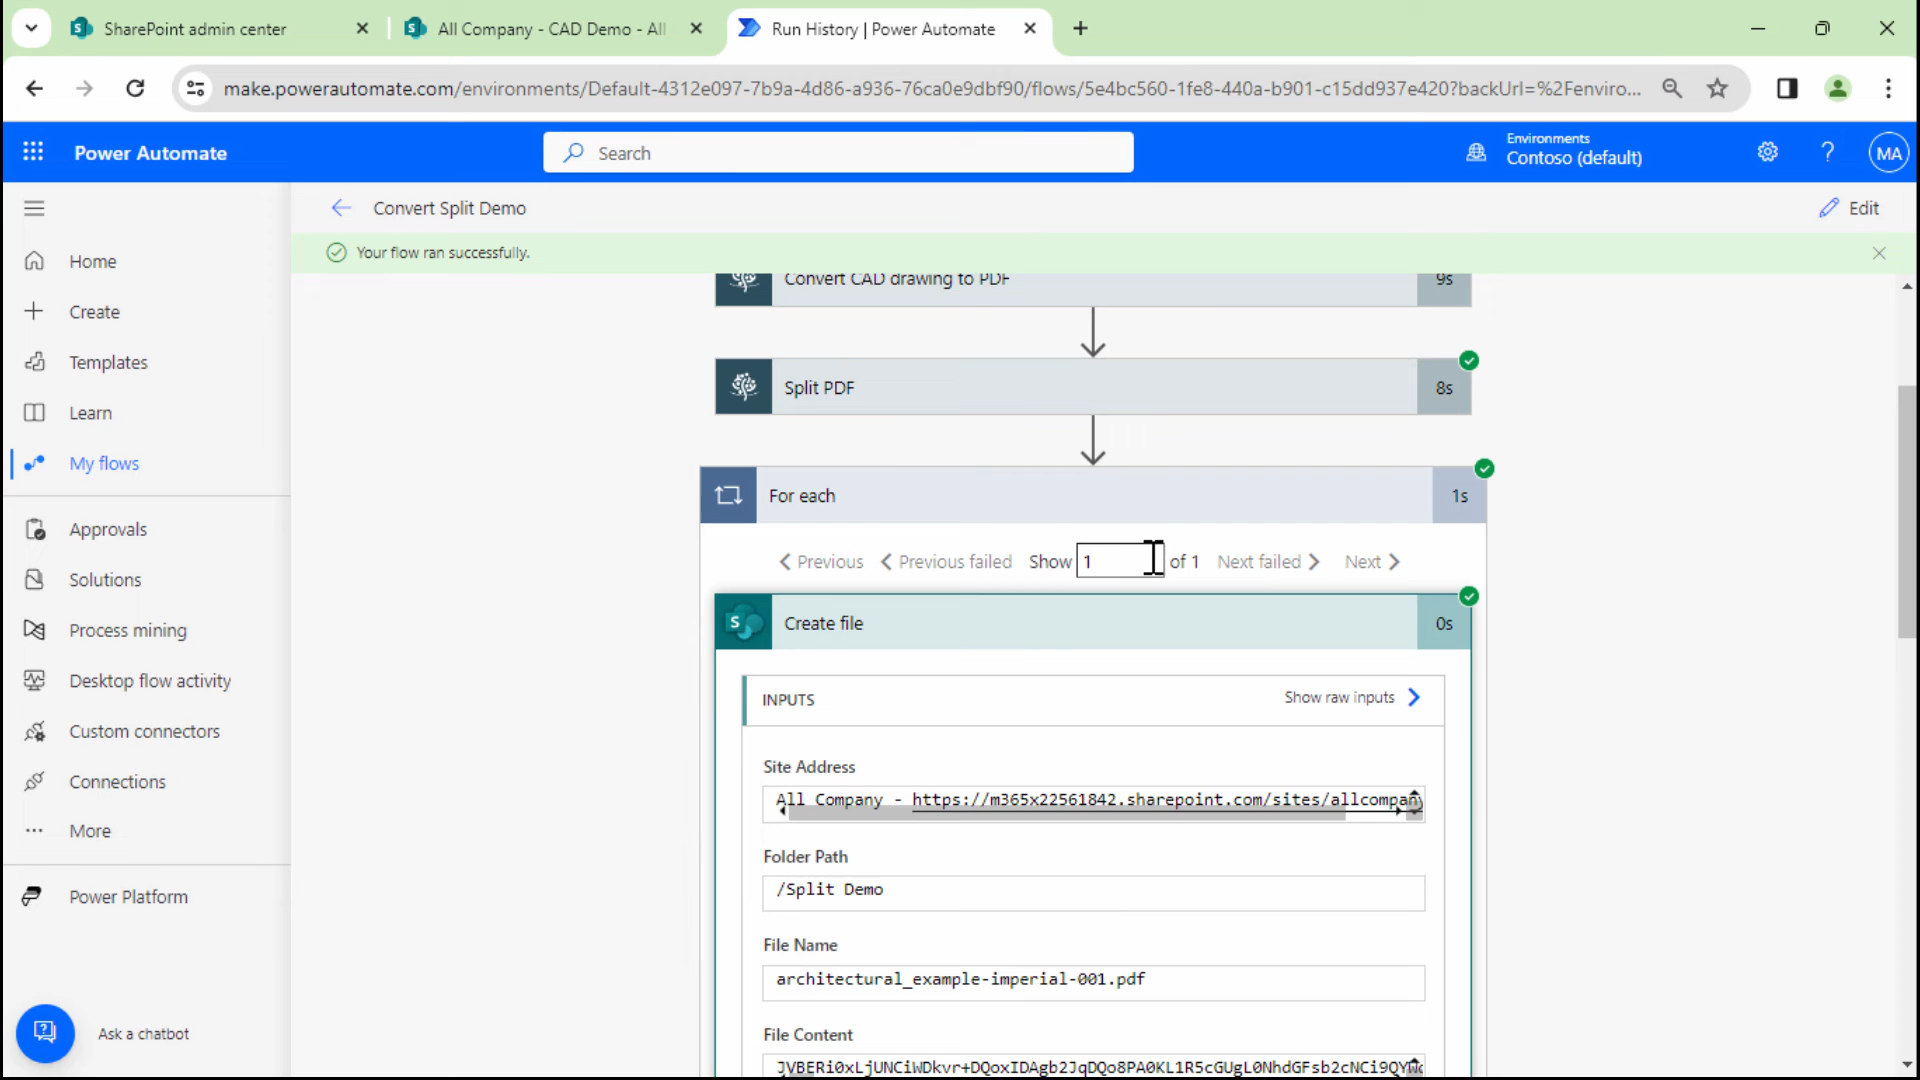 SharePoint admin center
All Company - CAD Demo - All
Run History | Power Automate
make.powerautomate.com/environments/Default-4312e097-7b9a-4d86-a936-76ca0e9dbf90/flows/5e4bc560-1fe8-440a-b901-c15dd937e420?backUrl=%2Fenviro...
Power Automate
Search
Environments
Contoso (default)
?
MA
Convert Split Demo
Edit
Your flow ran successfully.
Home
Create
Templates
Learn
My flows
Approvals
Solutions
Process mining
Desktop flow activity
Custom connectors
Connections
More
Power Platform
Ask a chatbot
Convert CAD drawing to PDF
9s
Split PDF
8s
For each
1s
Previous
Previous failed
Show 1 of 1
Next failed
Next
S
Create file
0s
INPUTS
Show raw inputs
Site Address
All Company - https://m365x22561842.sharepoint.com/sites/allcompany
Folder Path
/Split Demo
File Name
architectural_example-imperial-001.pdf
File Content